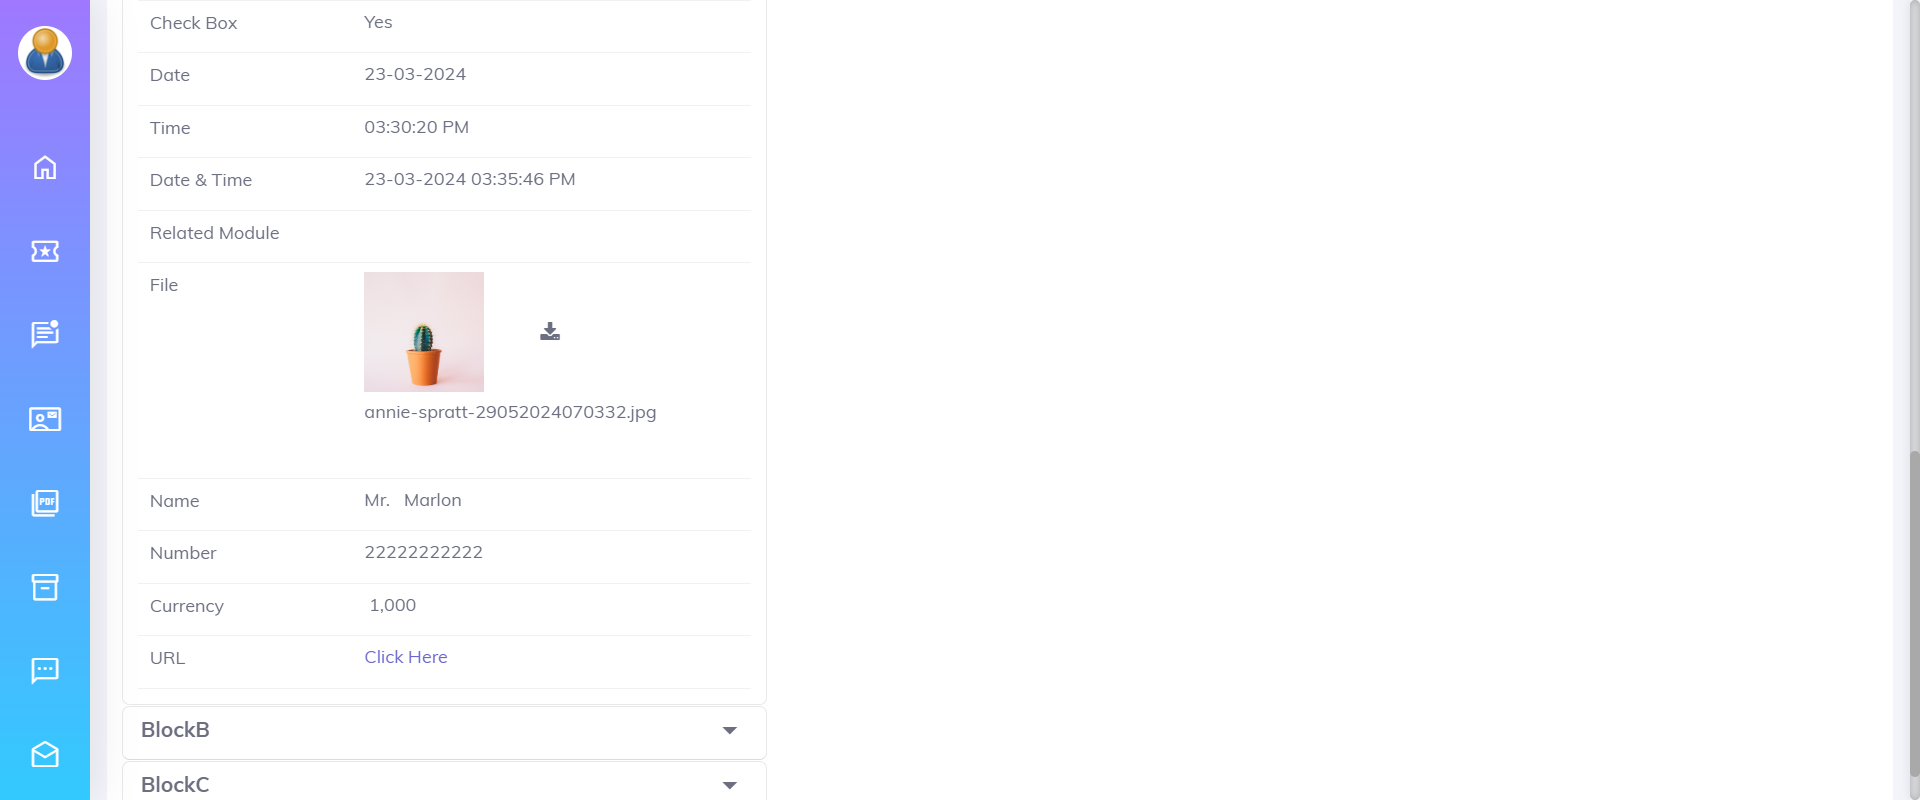 Check Box Yes
Date 23-03-2024
Time 03:30:20 PM
Date & Time 23-03-2024 03:35:46 PM
Related Module
File
annie-spratt-29052024070332.jpg
Name Mr. Marlon
Number 22222222222
Currency 1,000
URL Click Here
BlockB
BlockC
PDF